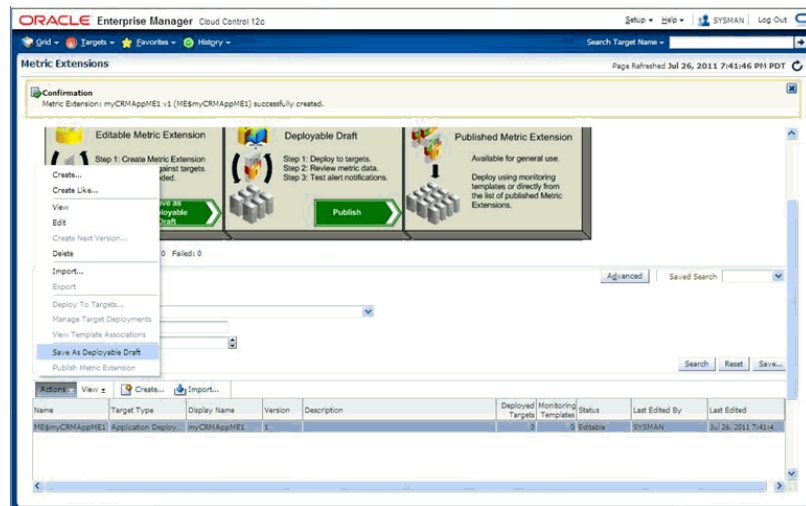 ORACLE Enterprise Manager Cloud Control 12c
Setup Help SYSMAN Log Out
Grid Targets Favorites History Search Target Name
Metric Extensions
Page Refreshed Jul 26, 2011 7:41:46 PM PDT
Confirmation
Metric Extension: myCRMAppME1 v1 (ME$myCRMAppME1) successfully created.
Editable Metric Extension
Step 1: Create Metric Extension
gainst targets.
ded.
ve as
ployable
Draft
Deployable Draft
Step 1: Deploy to targets.
Step 2: Review metric data.
Step 3: Test alert notifications.
Publish
Published Metric Extension
Available for general use.
Deploy using monitoring
templates or directly from
the list of published Metric
Extensions.
Create...
Create Like...
View
Edit
Create Next Version...
Delete
Import...
Export
Deploy To Targets...
Manage Target Deployments
View Template Associations
Save As Deployable Draft
Publish Metric Extension
0 Failed: 0
Advanced Saved Search
Search Reset Save...
Actions View Create... Import...
Name Target Type Display Name Version Description Deployed Targets Monitoring Templates Status Last Edited By Last Edited
ME$myCRMAppME1 Application Deploy... myCRMAppME1 1 0 0 Editable SYSMAN Jul 26, 2011 7:41:4